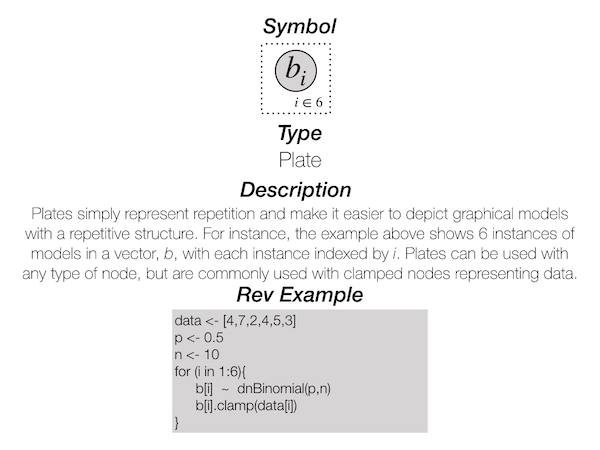 Symbol
bᵢ
i ∈ 6
Type
Plate
Description
Plates simply represent repetition and make it easier to depict graphical models
with a repetitive structure. For instance, the example above shows 6 instances of
models in a vector, b, with each instance indexed by i. Plates can be used with
any type of node, but are commonly used with clamped nodes representing data.
Rev Example
data <- [4,7,2,4,5,3]
p <- 0.5
n <- 10
for (i in 1:6){
b[i] ~ dnBinomial(p,n)
b[i].clamp(data[i])
}